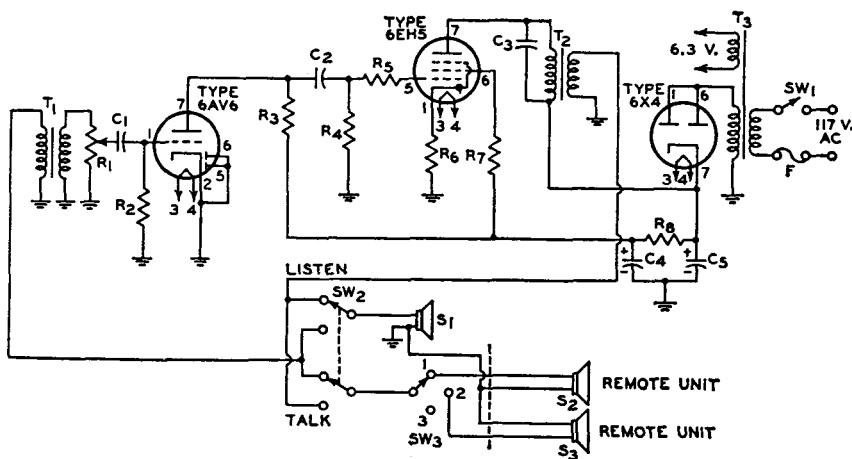 TYPE
6EH5
7
C3
T2
T3
6.3 V.
TYPE
6X4
1
6
SW1
117 V.
AC
F
3
4
7
T1
C1
R1
TYPE
6AV6
7
1
6
5
2
3
4
R2
R3
C2
R4
R5
5
6
1
3
4
R6
R7
R8
+
-
C4
+
-
C5
LISTEN
SW2
S1
TALK
1
2
3
SW3
S2
REMOTE UNIT
S3
REMOTE UNIT